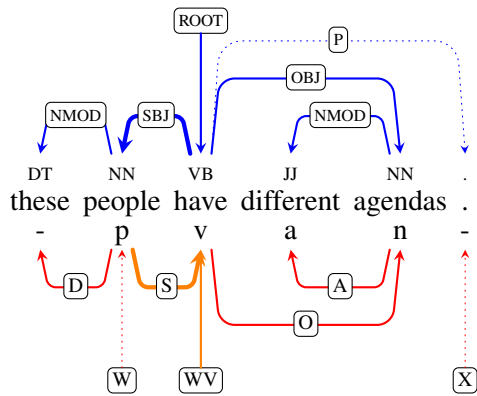 ROOT
P
OBJ
NMOD SBJ NMOD
DT NN VB JJ NN .
these people have different agendas .
- p v a n -
D S A
O
W WV X